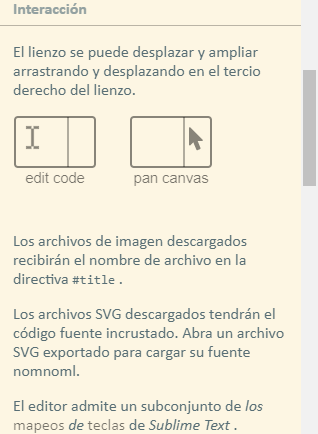 Interacción
El lienzo se puede desplazar y ampliar
arrastrando y desplazando en el tercio
derecho del lienzo.
edit code
pan canvas
Los archivos de imagen descargados
recibirán el nombre de archivo en la
directiva #title .
Los archivos SVG descargados tendrán el
código fuente incrustado. Abra un archivo
SVG exportado para cargar su fuente
nomnoml.
El editor admite un subconjunto de los
mapeos de teclas de Sublime Text .